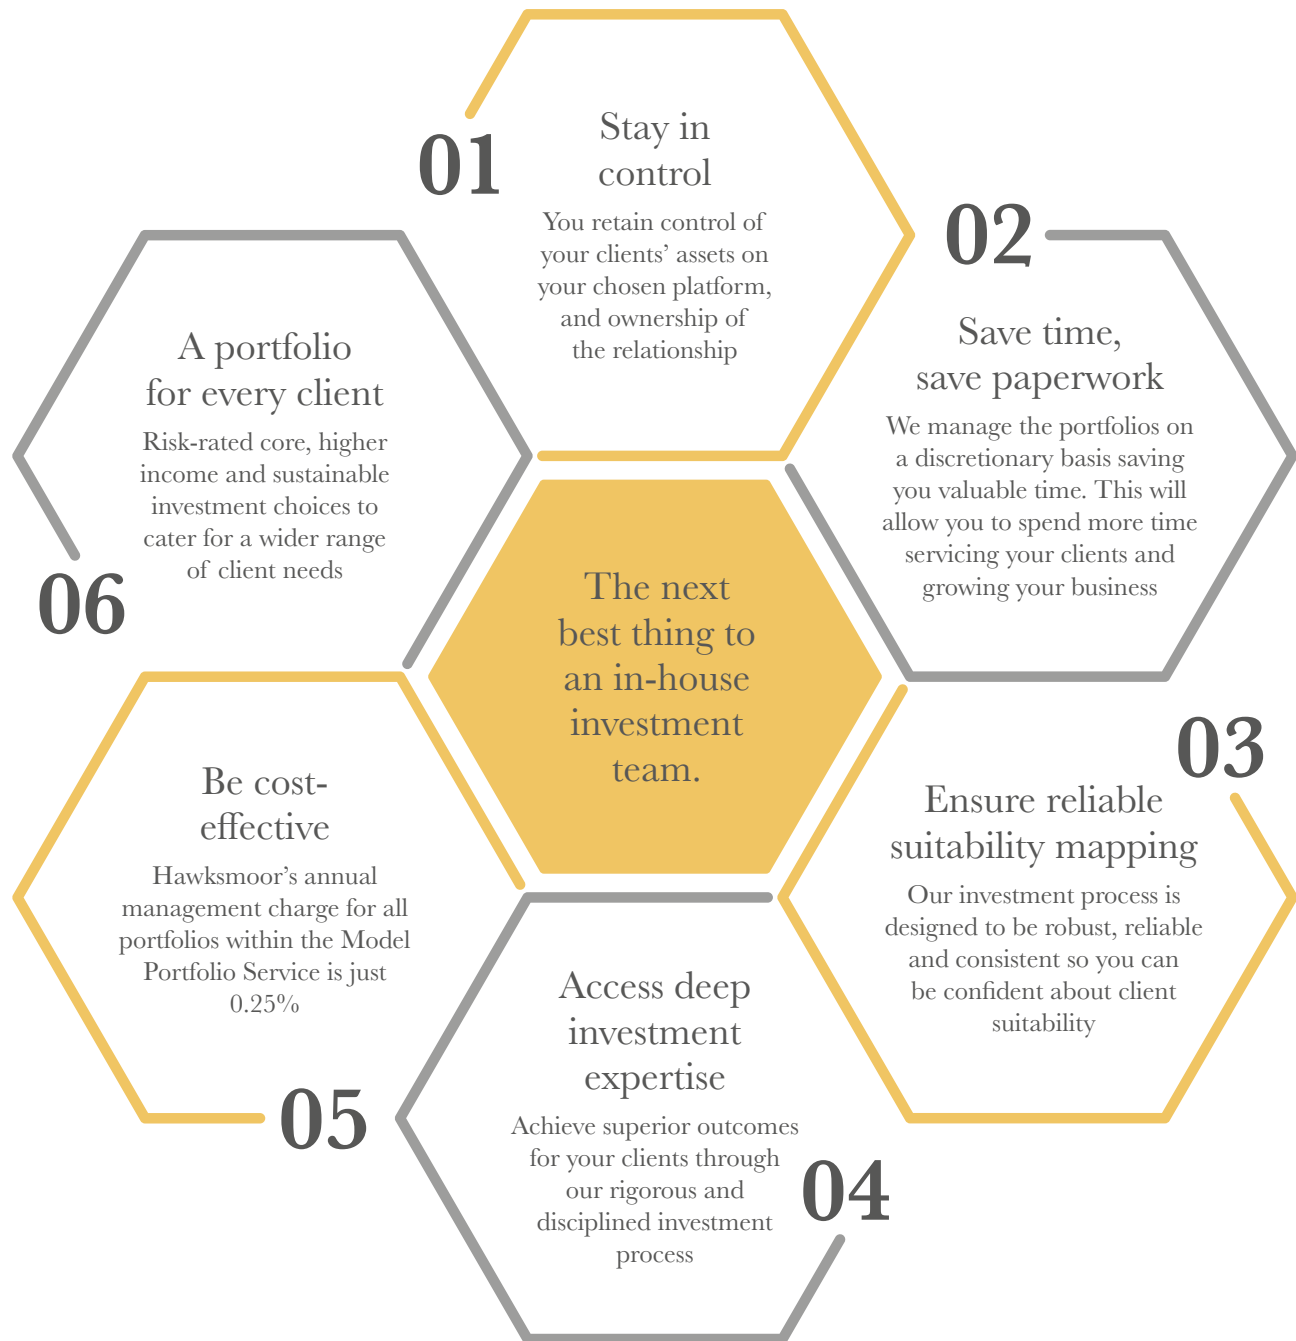 01
Stay in
control
You retain control of
your clients’ assets on
your chosen platform,
and ownership of
the relationship
02
Save time,
save paperwork
We manage the portfolios on
a discretionary basis saving
you valuable time. This will
allow you to spend more time
servicing your clients and
growing your business
03
Ensure reliable
suitability mapping
Our investment process is
designed to be robust, reliable
and consistent so you can
be confident about client
suitability
04
Access deep
investment
expertise
Achieve superior outcomes
for your clients through
our rigorous and
disciplined investment
process
05
Be cost-
effective
Hawksmoor’s annual
management charge for all
portfolios within the Model
Portfolio Service is just
0.25%
06
A portfolio
for every client
Risk-rated core, higher
income and sustainable
investment choices to
cater for a wider range
of client needs
The next
best thing to
an in-house
investment
team.